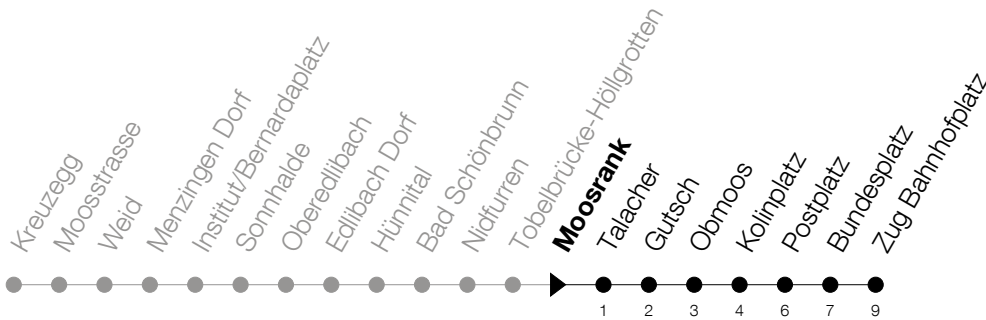 Kreuzegg
Moosstrasse
Weid
Menzingen Dorf
Institut/Bernardaplatz
Sonnhalde
Oberedlibach
Edlibach Dorf
Hünnital
Bad Schönbrunn
Nidfurren
Tobelbrücke-Höllgrotten
Moosrank
Talacher
Gutsch
Obmoos
Kolinplatz
Postplatz
Bundesplatz
Zug Bahnhofplatz
1 2 3 4 6 7 9